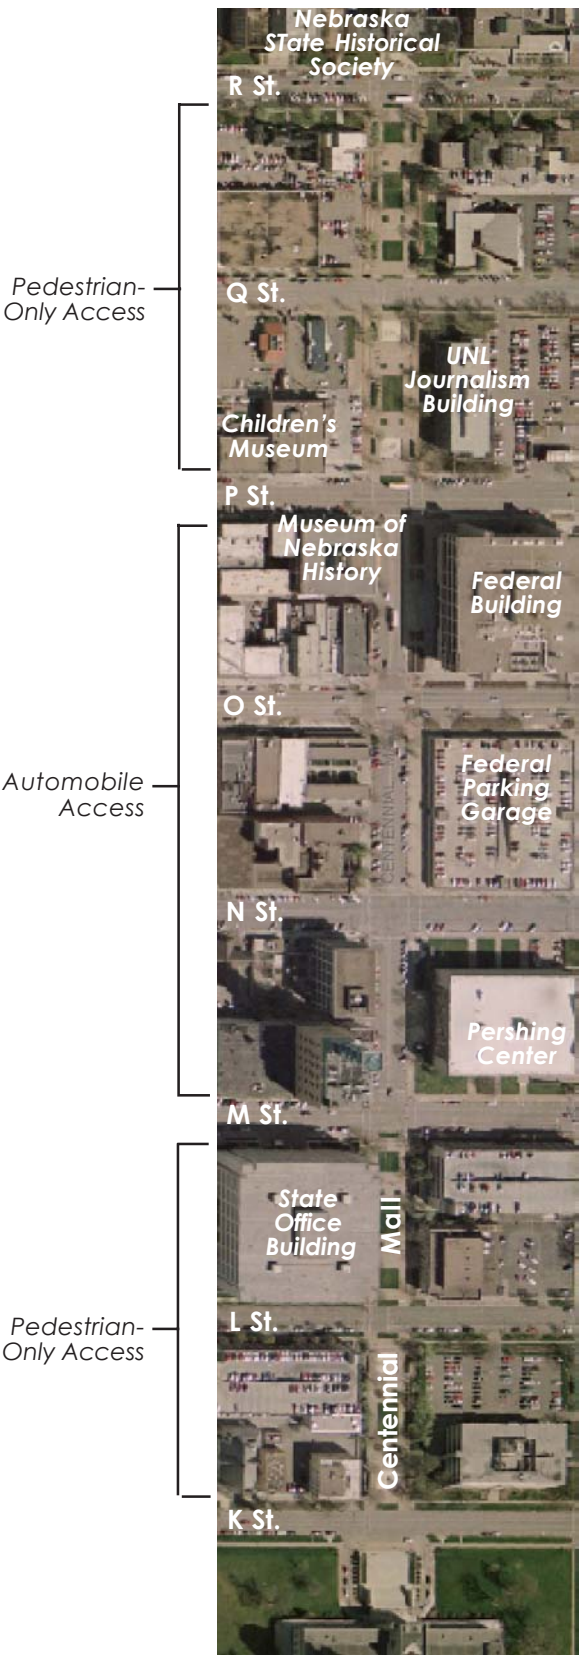 Nebraska
STate Historical
Society
R St.
Pedestrian-
Only Access
Q St.
UNL
Journalism
Building
Children's
Museum
P St.
Museum of
Nebraska
History
Federal
Building
O St.
Automobile
Access
Federal
Parking
Garage
CENTENNIAL
N St.
Pershing
Center
M St.
State
Office
Building
Mall
L St.
Pedestrian-
Only Access
Centennial
K St.